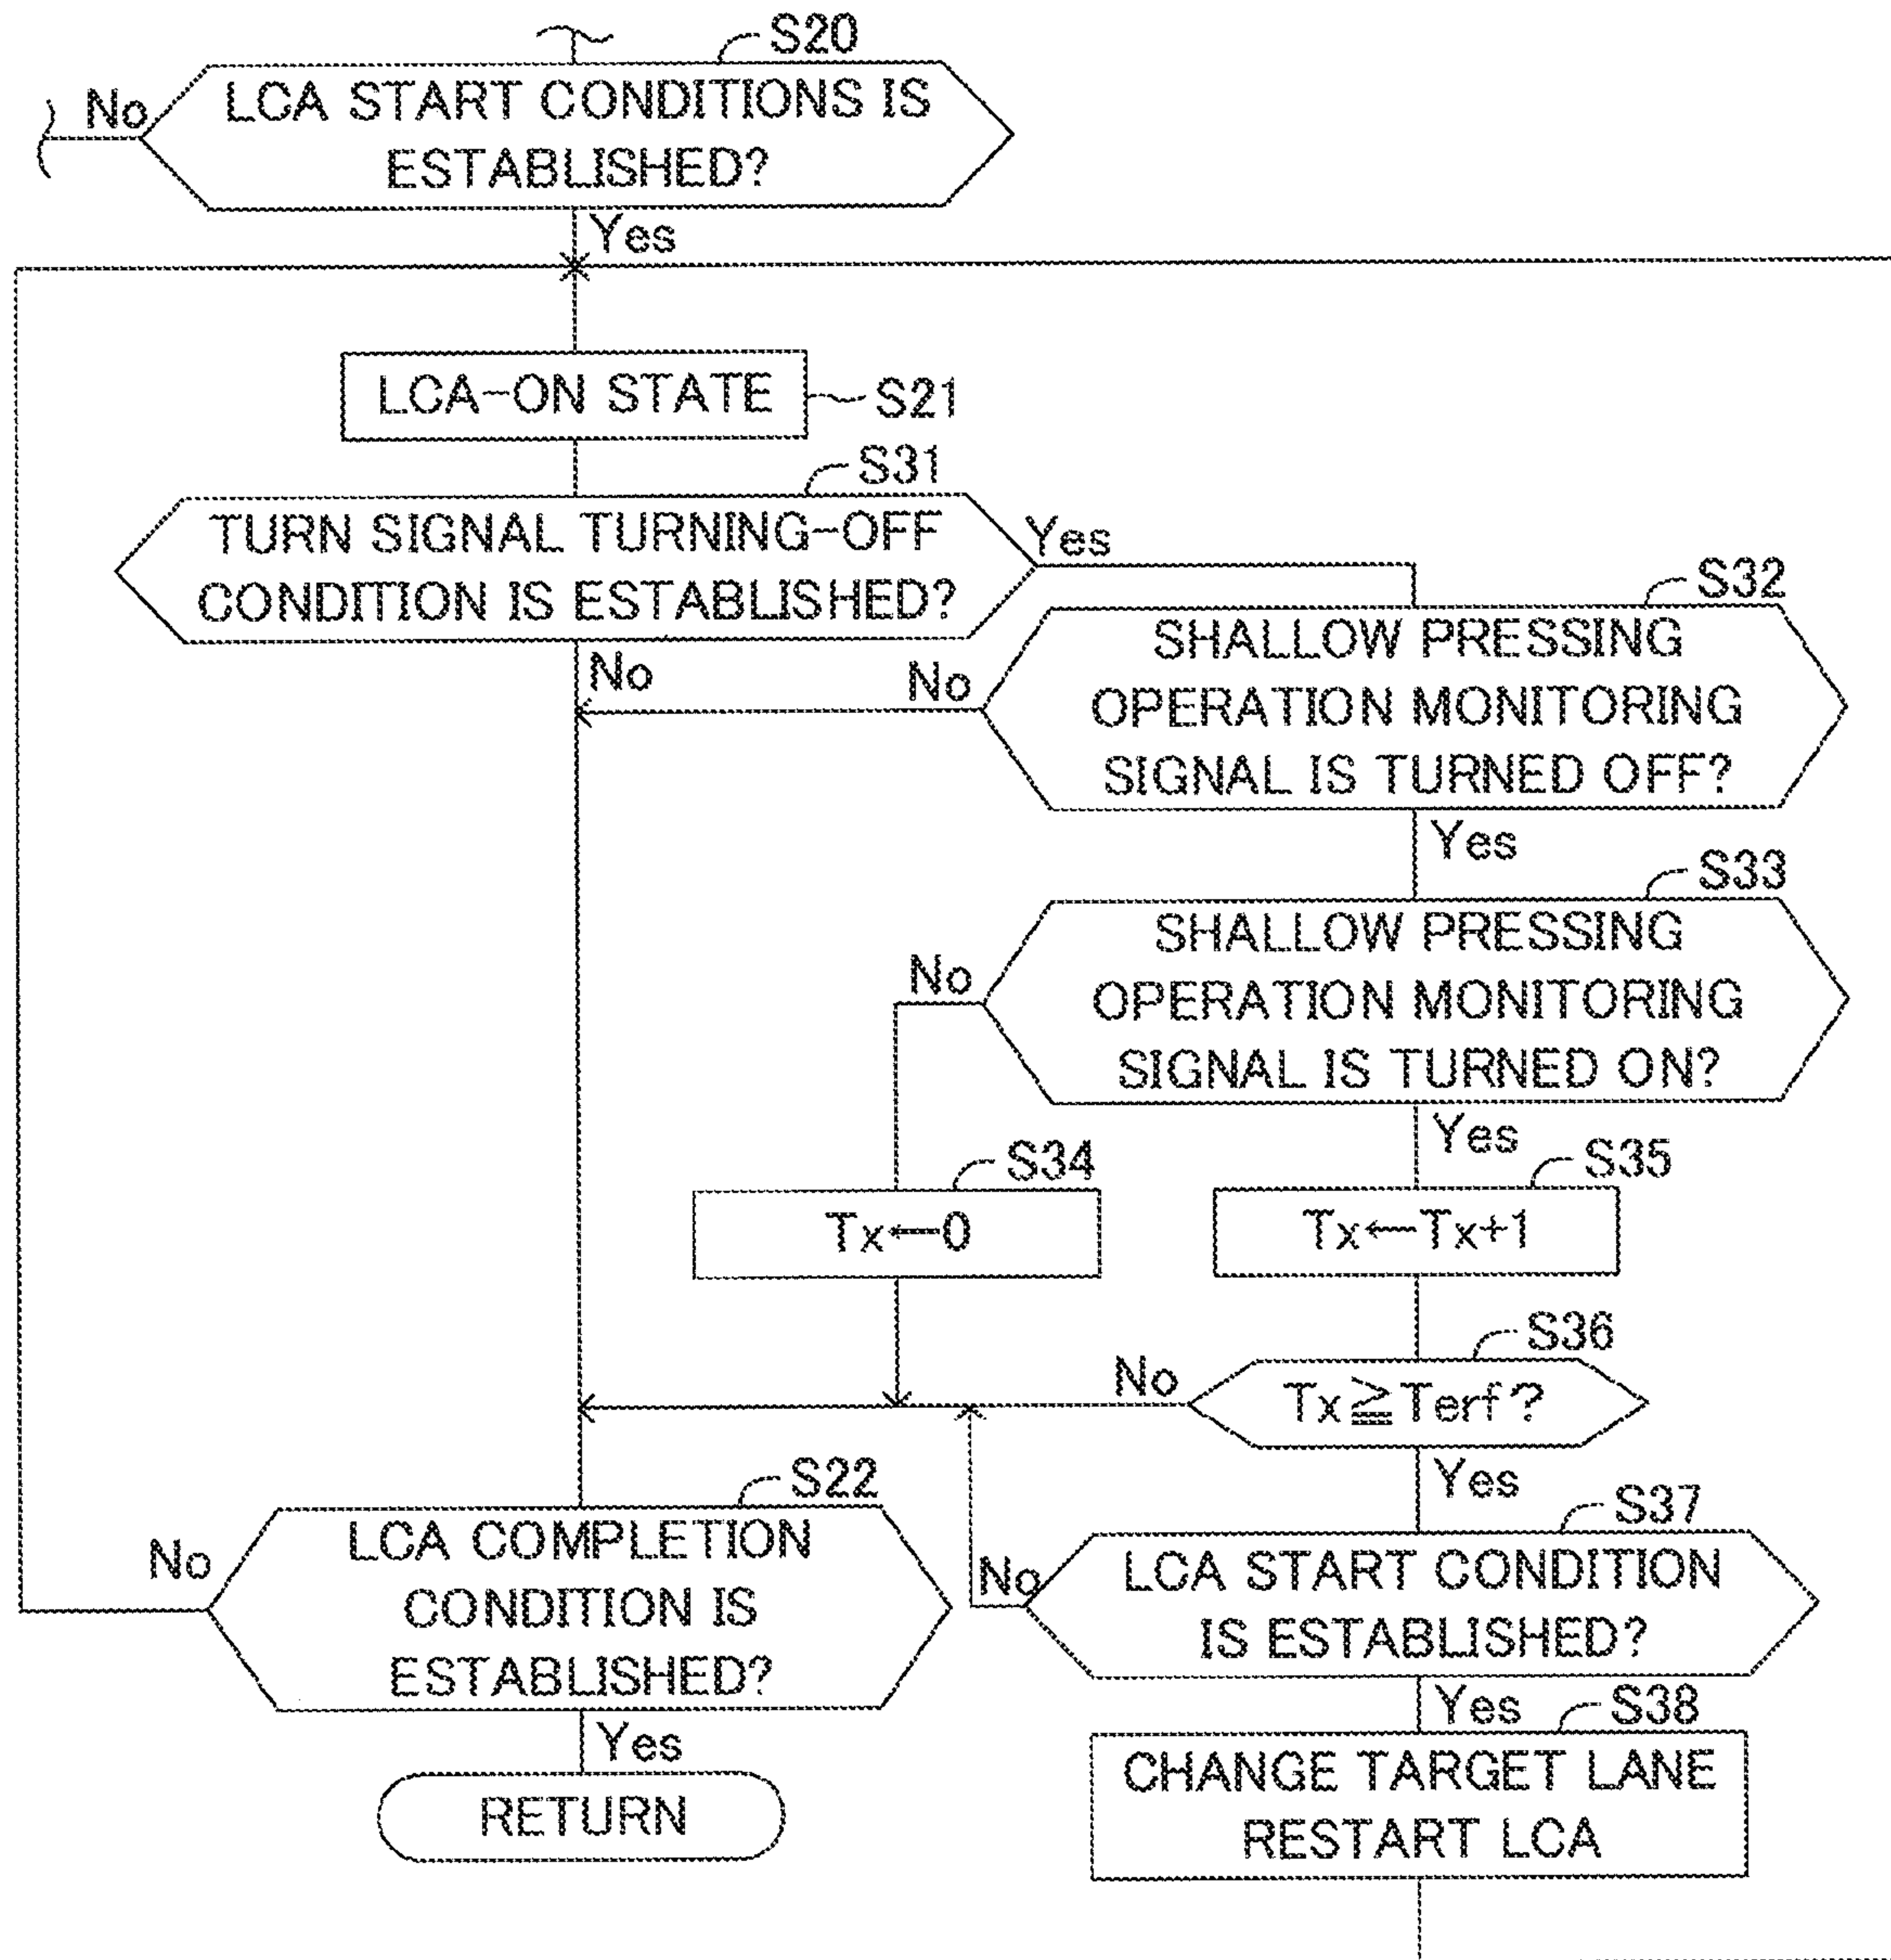 S20
No
LCA START CONDITIONS IS
ESTABLISHED?
Yes
LCA-ON STATE
S21
S31
TURN SIGNAL TURNING-OFF
CONDITION IS ESTABLISHED?
Yes
No
S32
SHALLOW PRESSING
OPERATION MONITORING
SIGNAL IS TURNED OFF?
No
Yes
S33
SHALLOW PRESSING
OPERATION MONITORING
SIGNAL IS TURNED ON?
No
Yes
S34
Tx←0
S35
Tx←Tx+1
S36
Tx≧Terf?
No
Yes
S22
LCA COMPLETION
CONDITION IS
ESTABLISHED?
No
Yes
RETURN
S37
LCA START CONDITION
IS ESTABLISHED?
No
Yes
S38
CHANGE TARGET LANE
RESTART LCA